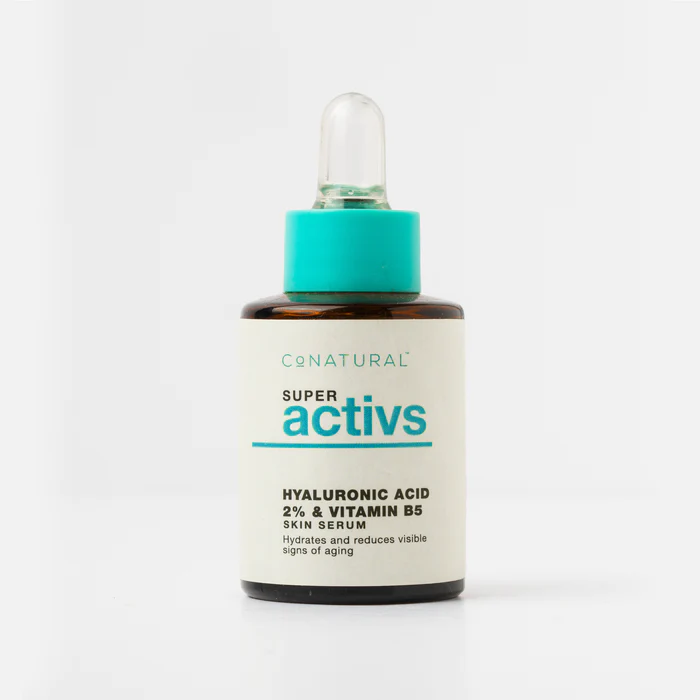 CoNATURAL™
SUPER
activs
HYALURONIC ACID
2% & VITAMIN B5
SKIN SERUM
Hydrates and reduces visible
signs of aging